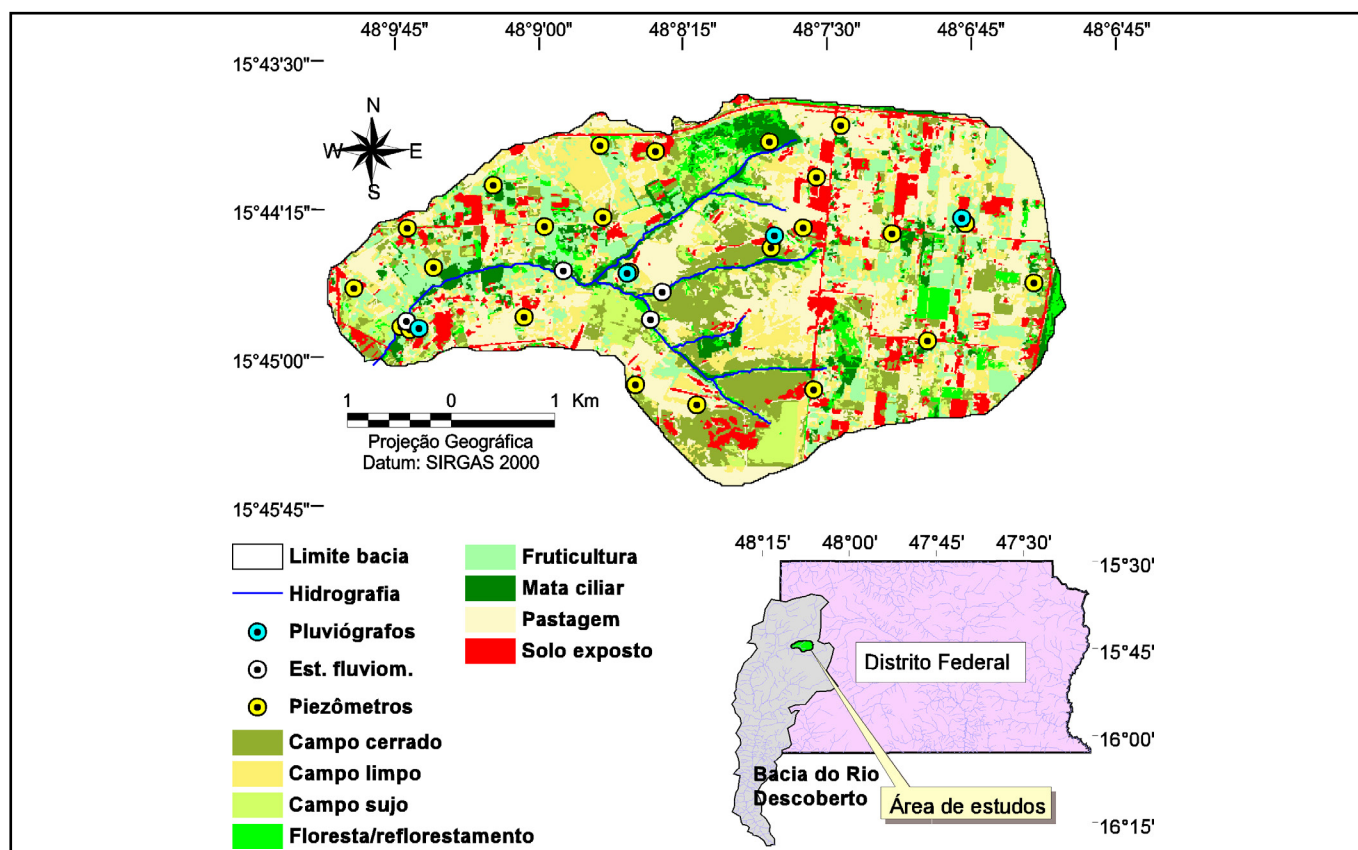 48°9'45" 48°9'00" 48°8'15" 48°7'30" 48°6'45" 48°6'45"
15°43'30"
N
W E
S
15°44'15"
15°45'00"
1 0 1 Km
Projeção Geográfica
Datum: SIRGAS 2000
15°45'45"
Limite bacia
Hidrografia
Pluviógrafos
Est. fluviom.
Piezômetros
Campo cerrado
Campo limpo
Campo sujo
Floresta/reflorestamento
Fruticultura
Mata ciliar
Pastagem
Solo exposto
48°15' 48°00' 47°45' 47°30'
15°30'
15°45'
16°00'
16°15'
Distrito Federal
Bacia do Rio
Descoberto
Área de estudos